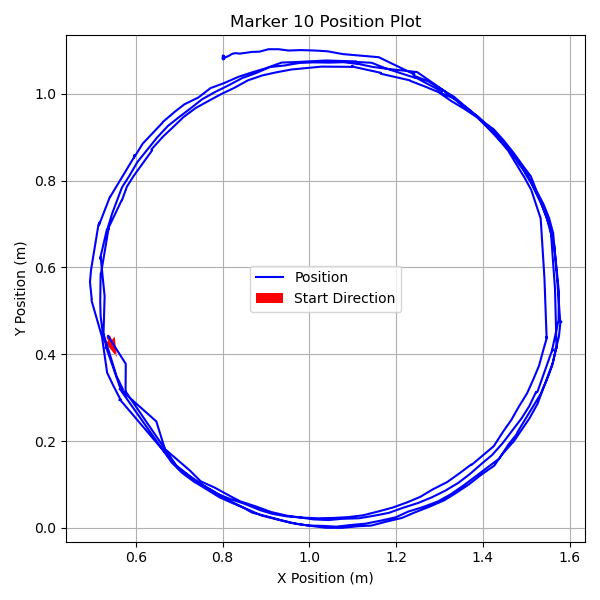 Marker 10 Position Plot
Y Position (m)
1.0
0.8
0.6
0.4
0.2
0.0
Position
Start Direction
0.6 0.8 1.0 1.2 1.4 1.6
X Position (m)